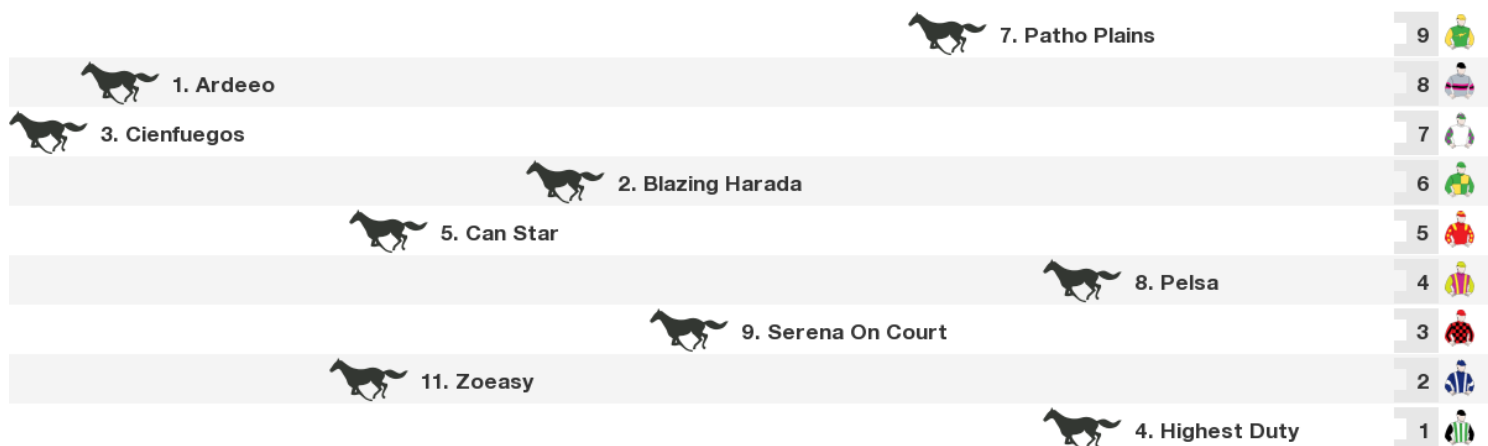 7. Patho Plains 9
1. Ardeeo 8
3. Cienfuegos 7
2. Blazing Harada 6
5. Can Star 5
8. Pelsa 4
9. Serena On Court 3
11. Zoeasy 2
4. Highest Duty 1